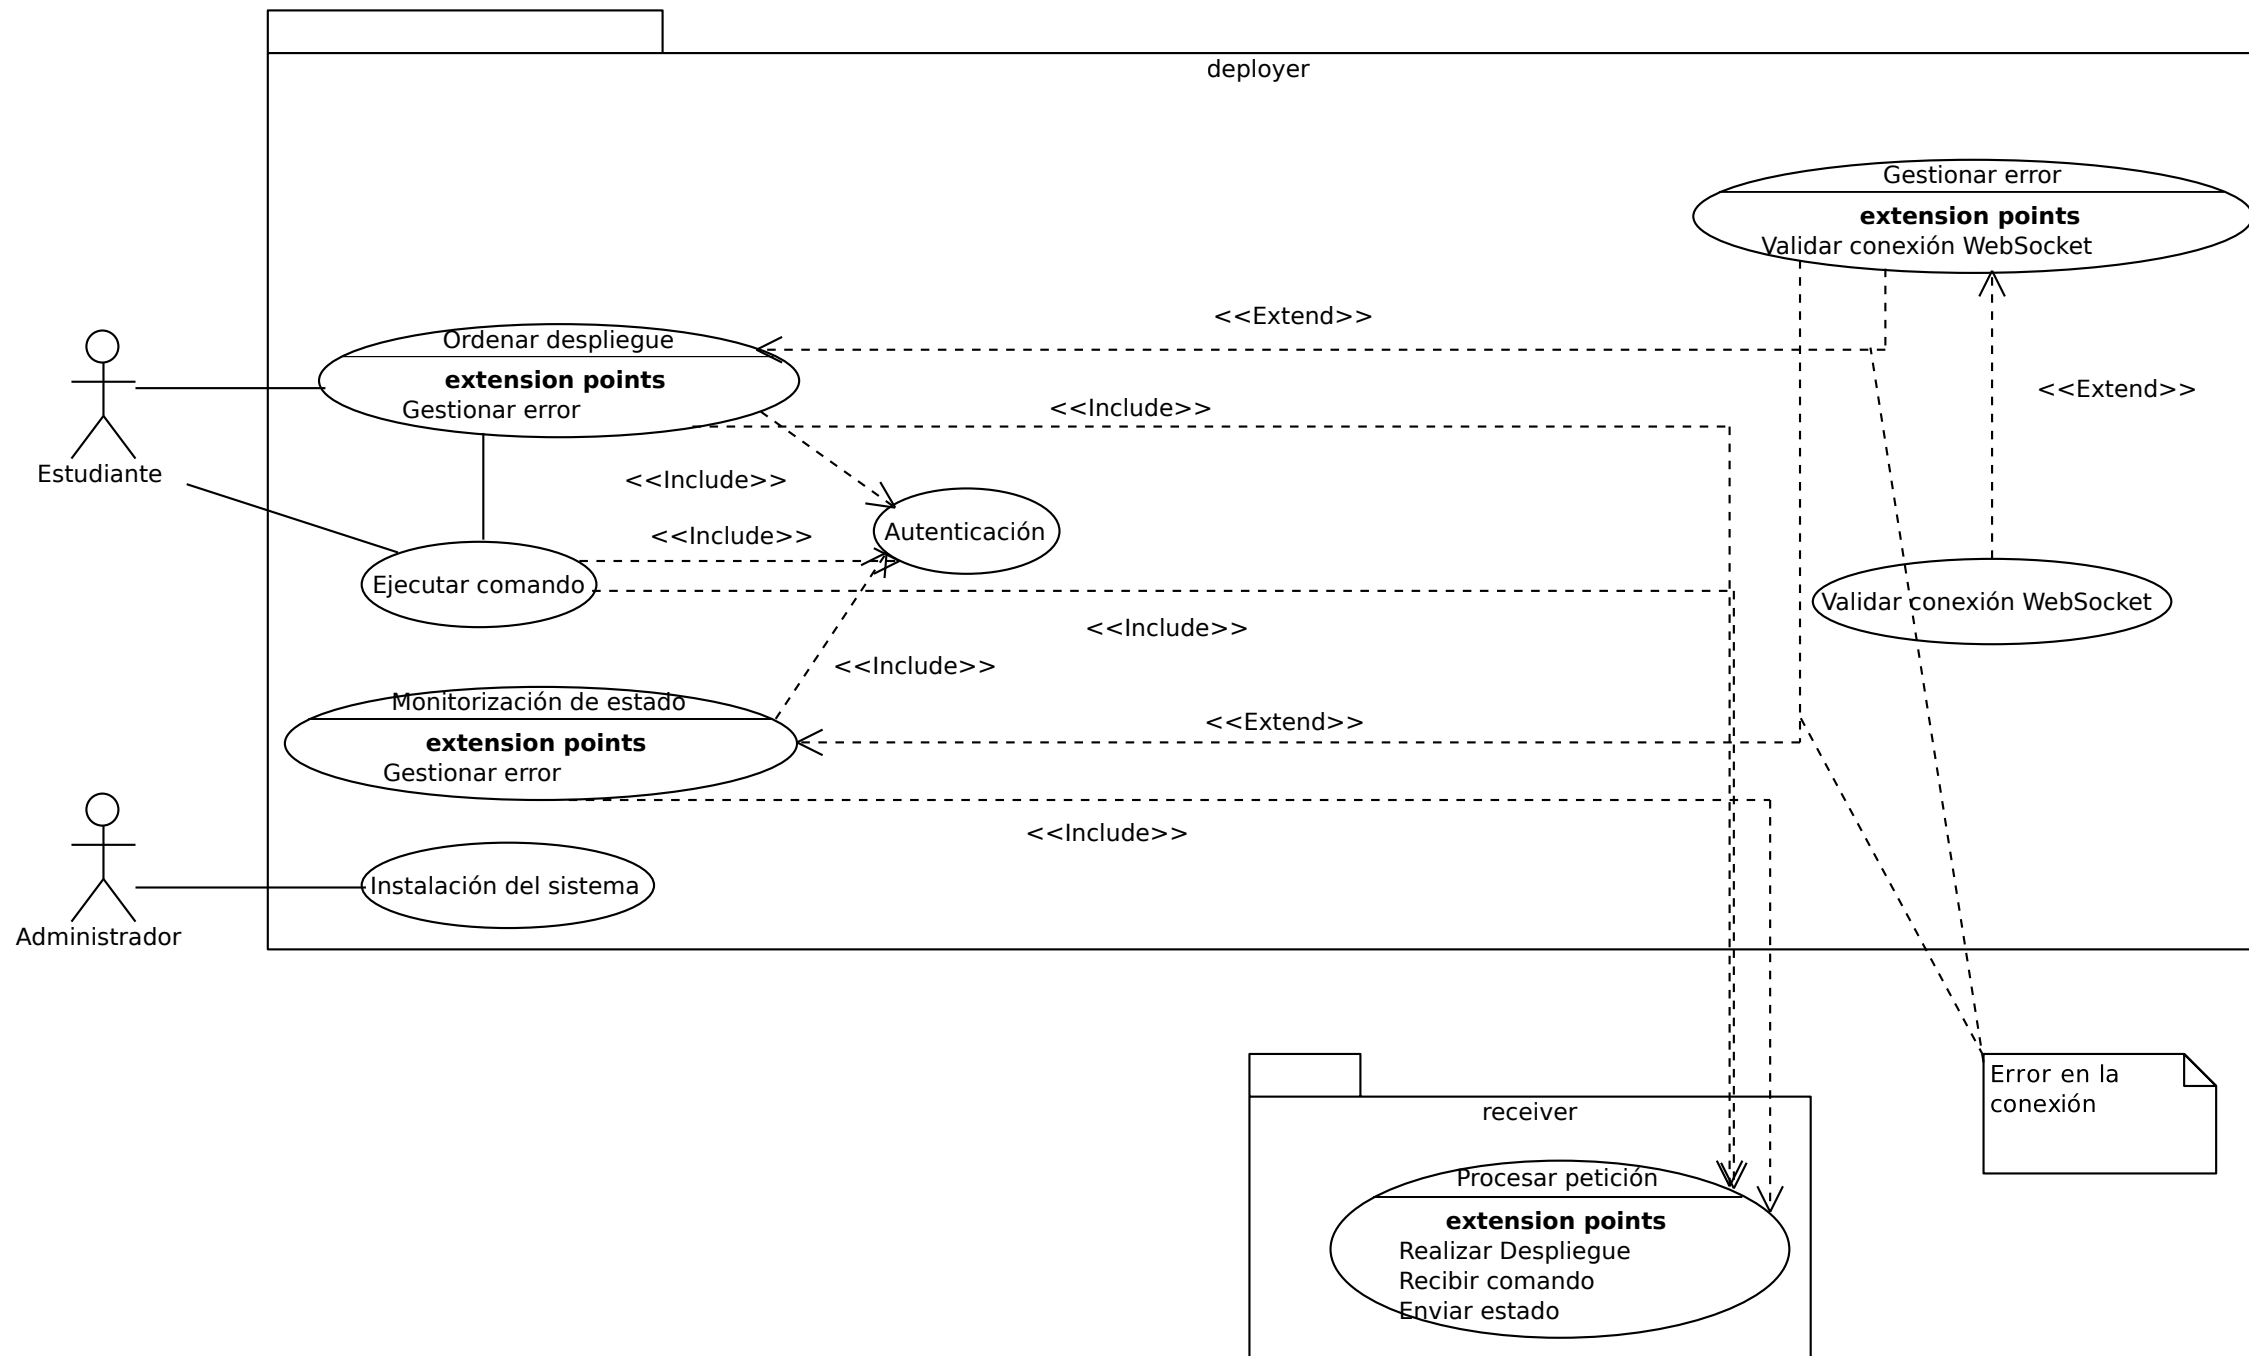 deployer
Gestionar error
extension points
Validar conexión WebSocket
<<Extend>>
Ordenar despliegue
extension points
Gestionar error
<<Extend>>
<<Include>>
Estudiante
<<Include>>
<<Include>>
Autenticación
Ejecutar comando
Validar conexión WebSocket
<<Include>>
<<Include>>
Monitorización de estado
extension points
Gestionar error
<<Extend>>
<<Include>>
Instalación del sistema
Administrador
Error en la
conexión
receiver
Procesar petición
extension points
Realizar Despliegue
Recibir comando
Enviar estado